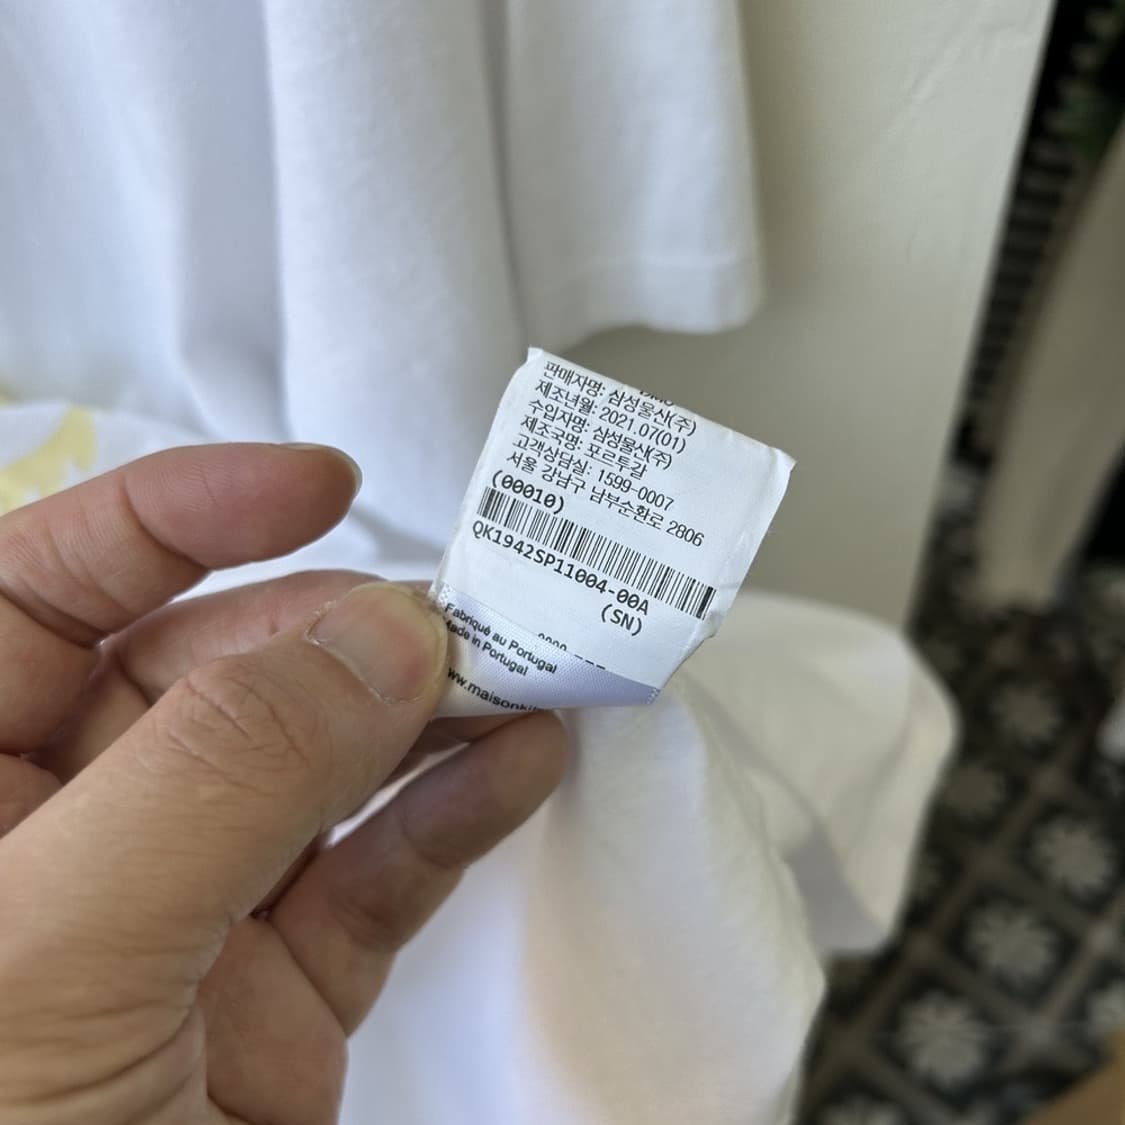 판매자명: 삼성물산(주)
제조년월: 2021.07(01)
수입자명: 삼성물산(주)
제조국명: 포르투갈
고객상담실: 1599-0007
서울 강남구 남부순환로 2806
(00010)
QK1942SP11004-00A
(SN)
Fabriqué au Portugal
Made in Portugal